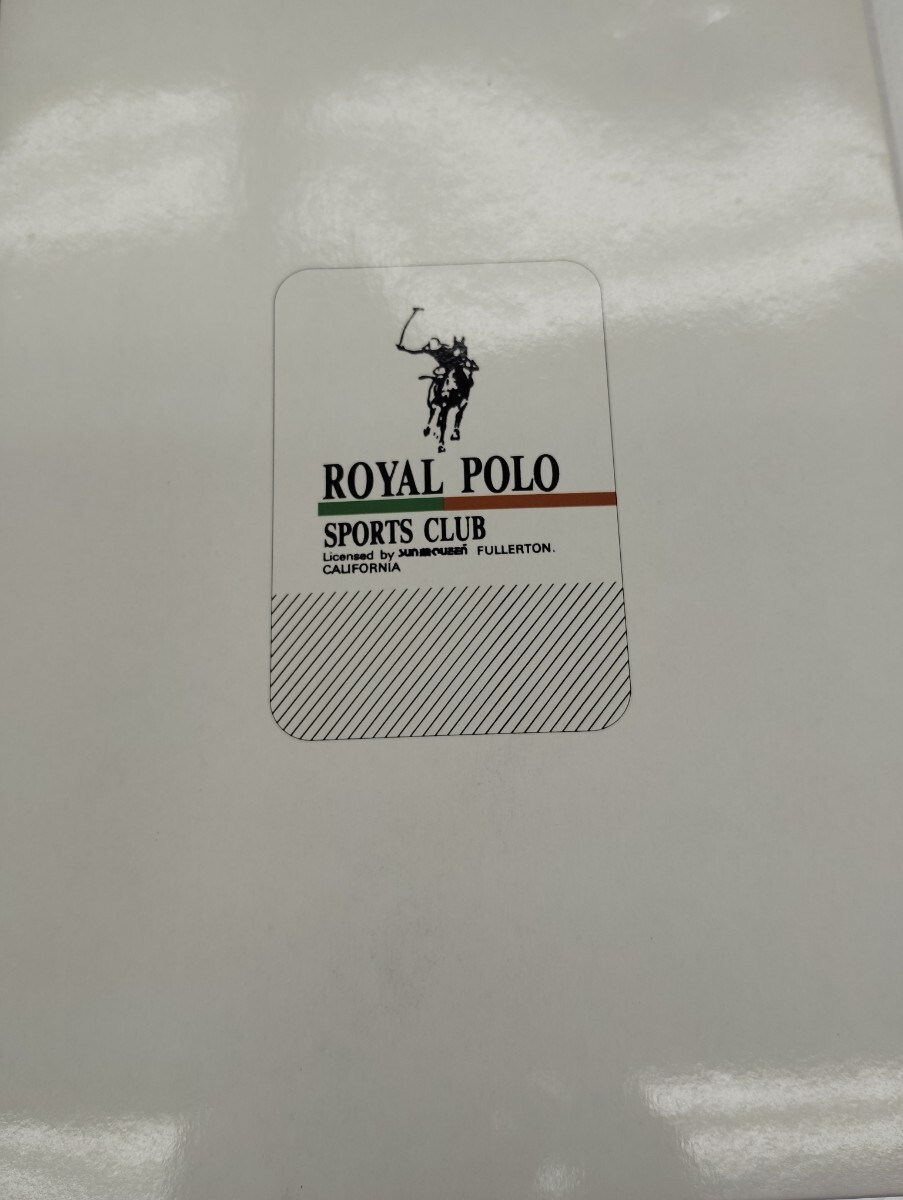 ROYAL POLO
SPORTS CLUB
Licensed by FULLERTON.
CALIFORNIA